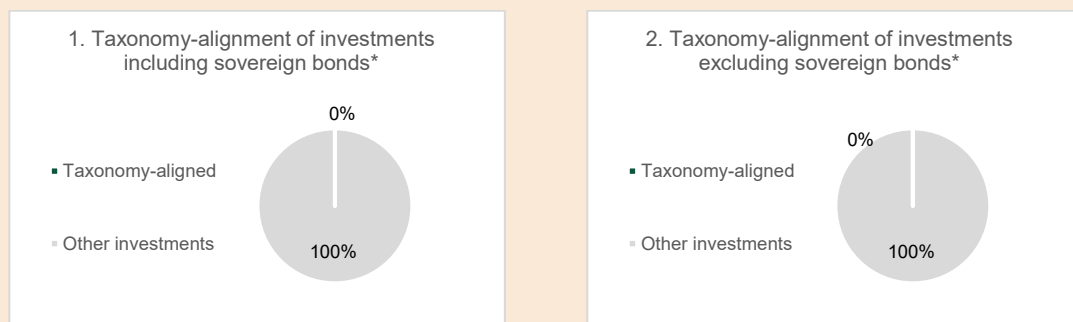 1. Taxonomy-alignment of investments
including sovereign bonds*
0%
Taxonomy-aligned
Other investments
100%
2. Taxonomy-alignment of investments
excluding sovereign bonds*
0%
Taxonomy-aligned
Other investments
100%